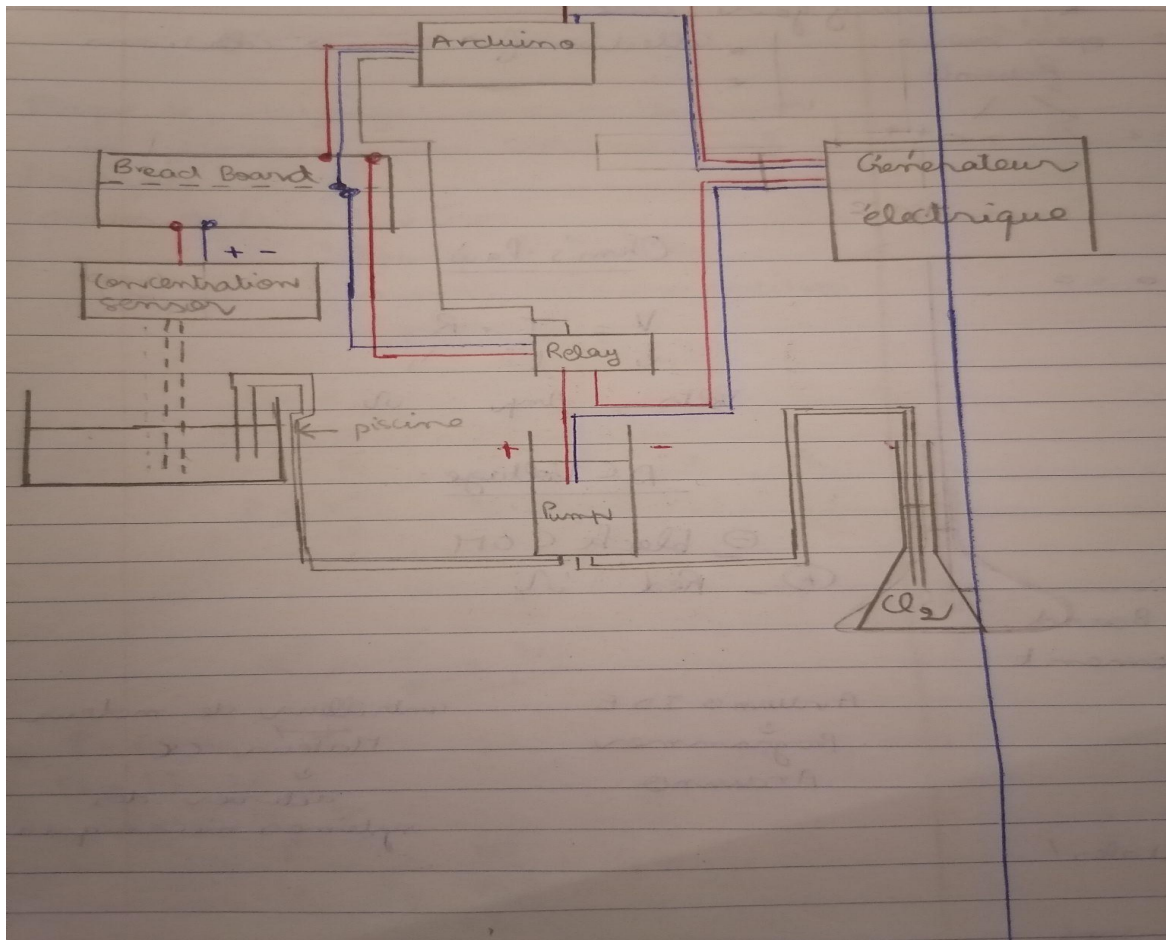 Arduino
Bread Board
Générateur
électrique
+ -
Concentration
sensor
Relay
piscine
+ -
Pump
Cl2